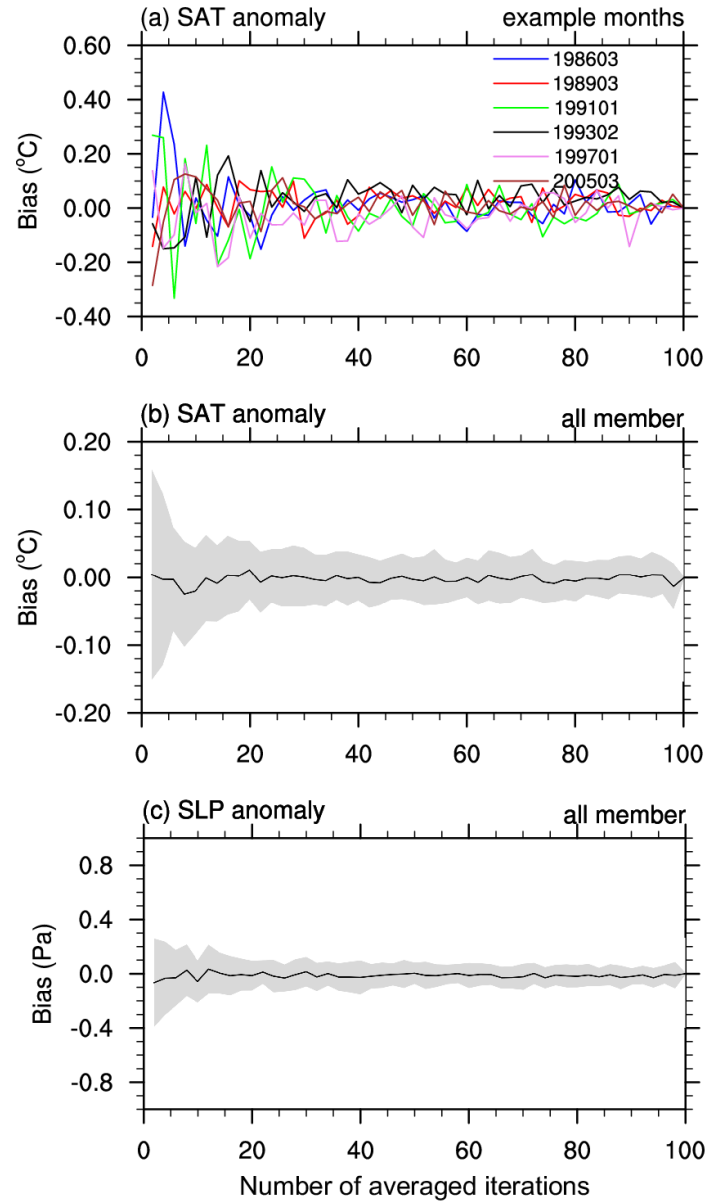 (a) SAT anomaly example months
0.60
0.40
0.20
0.00
-0.20
-0.40
Bias (oC)
198603
198903
199101
199302
199701
200503
0 20 40 60 80 100
(b) SAT anomaly all member
0.20
0.10
0.00
-0.10
-0.20
Bias (oC)
0 20 40 60 80 100
(c) SLP anomaly all member
0.8
0.4
0.0
-0.4
-0.8
Bias (Pa)
0 20 40 60 80 100
Number of averaged iterations